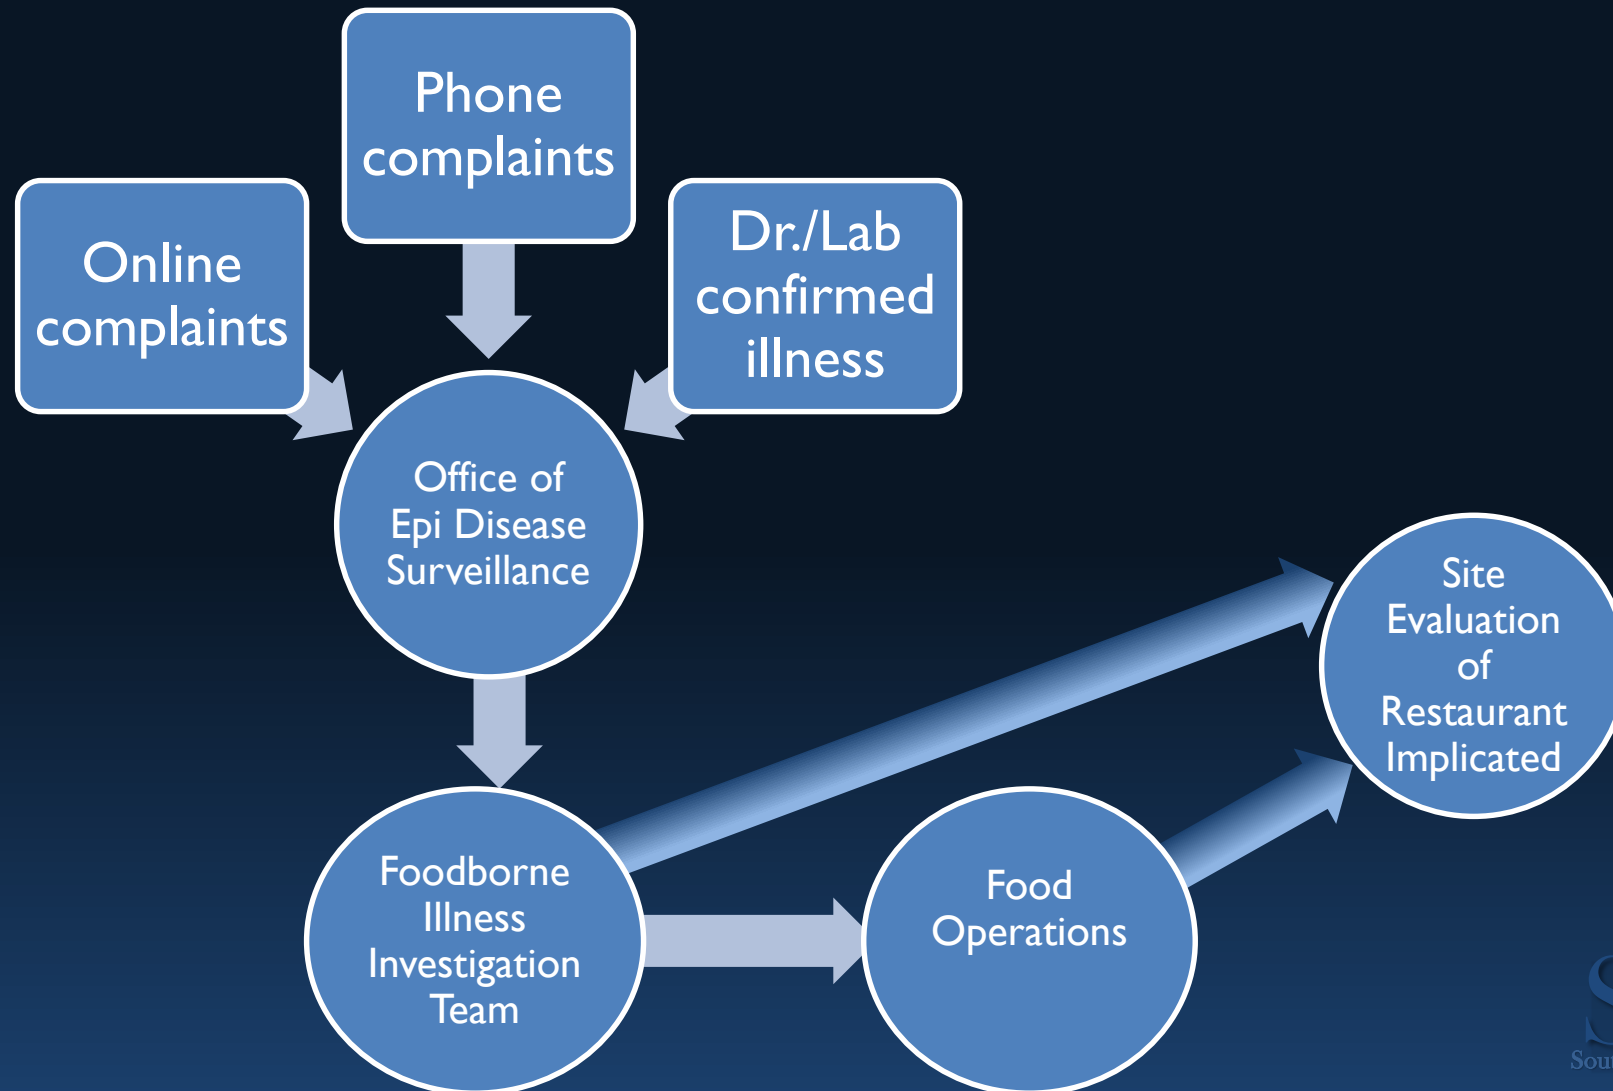 Phone
complaints
Online
complaints
Dr./Lab
confirmed
illness
Office of
Epi Disease
Surveillance
Site
Evaluation
of
Restaurant
Implicated
Foodborne
Illness
Investigation
Team
Food
Operations